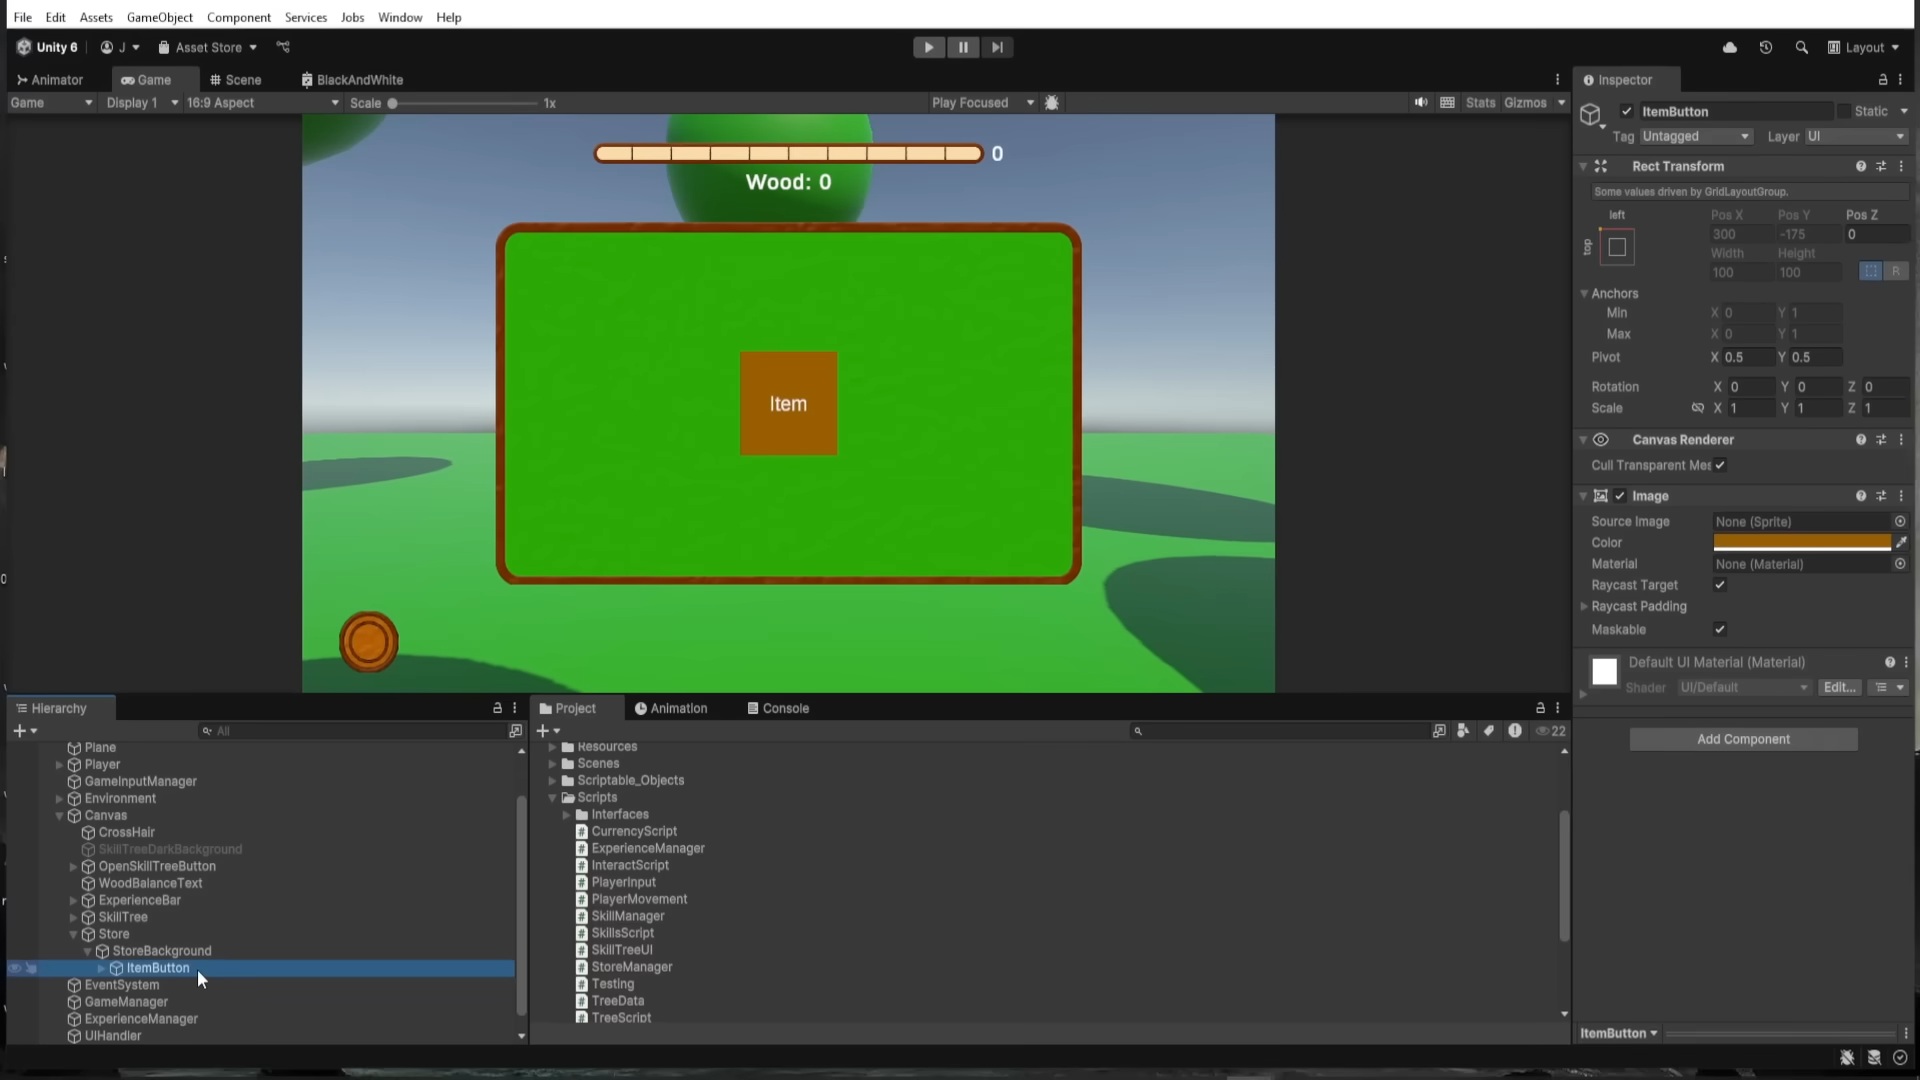 File Edit Assets GameObject Component Services Jobs Window Help
Unity 6 J Asset Store Layout
Animator Game Scene BlackAndWhite
Game Display 1 16:9 Aspect Scale 1x Play Focused Stats Gizmos
0
Wood: 0
Item
Inspector
ItemButton Static
Tag Untagged Layer UI
Rect Transform
Some values driven by GridLayoutGroup.
left Pos X Pos Y Pos Z
top 300 -175 0
Width Height
100 100 R
Anchors
Min X 0 Y 1
Max X 0 Y 1
Pivot X 0.5 Y 0.5
Rotation X 0 Y 0 Z 0
Scale X 1 Y 1 Z 1
Canvas Renderer
Cull Transparent Mes
Image
Source Image None (Sprite)
Color
Material None (Material)
Raycast Target
Raycast Padding
Maskable
Default UI Material (Material)
Shader UI/Default Edit...
Add Component
ItemButton
Hierarchy
All
Plane
Player
GameInputManager
Environment
Canvas
CrossHair
SkillTreeDarkBackground
OpenSkillTreeButton
WoodBalanceText
ExperienceBar
SkillTree
Store
StoreBackground
ItemButton
EventSystem
GameManager
ExperienceManager
UIHandler
Project Animation Console
22
Resources
Scenes
Scriptable_Objects
Scripts
Interfaces
CurrencyScript
ExperienceManager
InteractScript
PlayerInput
PlayerMovement
SkillManager
SkillsScript
SkillTreeUI
StoreManager
Testing
TreeData
TreeScript